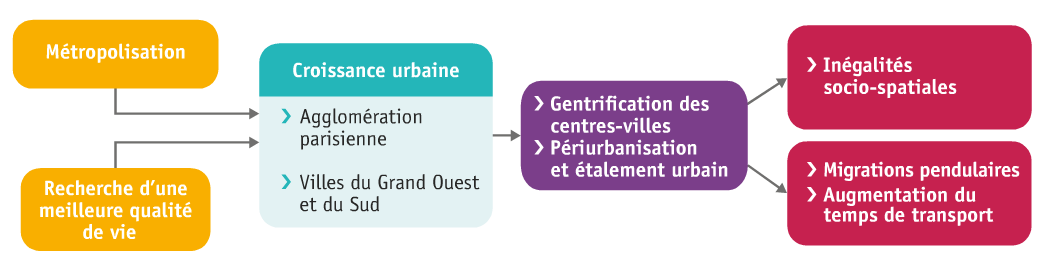 Métropolisation
Recherche d’une
meilleure qualité
de vie
Croissance urbaine
❯ Agglomération
parisienne
❯ Villes du Grand Ouest
et du Sud
❯ Gentrification des
centres-villes
❯ Périurbanisation
et étalement urbain
❯ Inégalités
socio-spatiales
❯ Migrations pendulaires
❯ Augmentation du
temps de transport